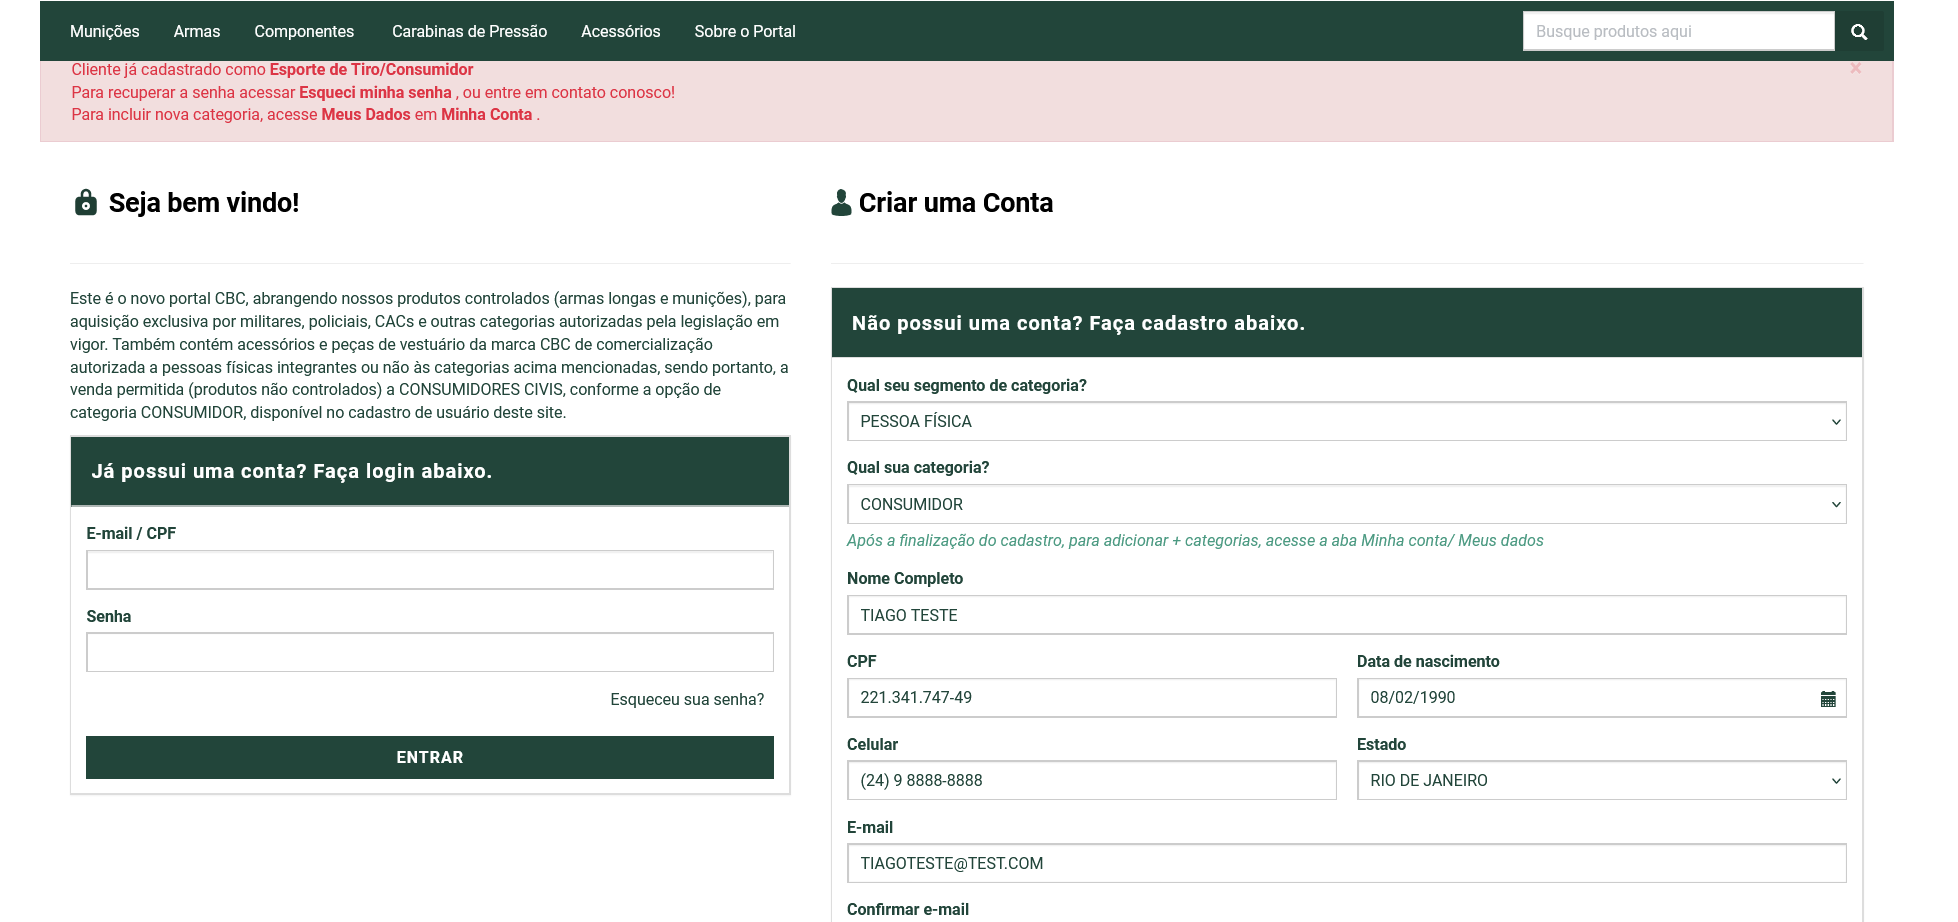 Munições Armas Componentes Carabinas de Pressão Acessórios Sobre o Portal Busque produtos aqui
Cliente já cadastrado como Esporte de Tiro/Consumidor ×
Para recuperar a senha acessar Esqueci minha senha , ou entre em contato conosco!
Para incluir nova categoria, acesse Meus Dados em Minha Conta .
Seja bem vindo!
Este é o novo portal CBC, abrangendo nossos produtos controlados (armas longas e munições), para
aquisição exclusiva por militares, policiais, CACs e outras categorias autorizadas pela legislação em
vigor. Também contém acessórios e peças de vestuário da marca CBC de comercialização
autorizada a pessoas físicas integrantes ou não às categorias acima mencionadas, sendo portanto, a
venda permitida (produtos não controlados) a CONSUMIDORES CIVIS, conforme a opção de
categoria CONSUMIDOR, disponível no cadastro de usuário deste site.
Já possui uma conta? Faça login abaixo.
E-mail / CPF
Senha
Esqueceu sua senha?
ENTRAR
Criar uma Conta
Não possui uma conta? Faça cadastro abaixo.
Qual seu segmento de categoria?
PESSOA FÍSICA
Qual sua categoria?
CONSUMIDOR
Após a finalização do cadastro, para adicionar + categorias, acesse a aba Minha conta/ Meus dados
Nome Completo
TIAGO TESTE
CPF Data de nascimento
221.341.747-49 08/02/1990
Celular Estado
(24) 9 8888-8888 RIO DE JANEIRO
E-mail
TIAGOTESTE@TEST.COM
Confirmar e-mail